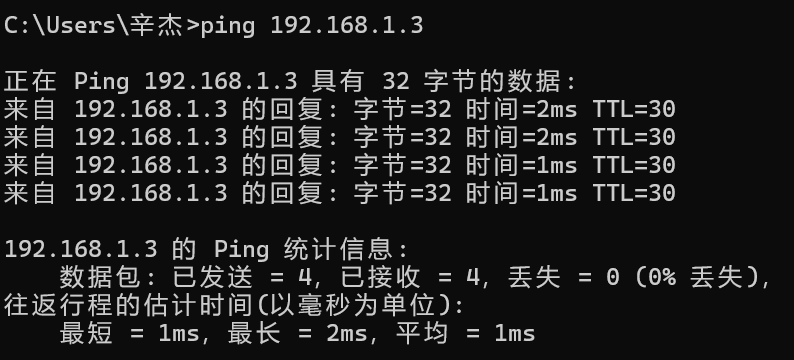 C:\Users\辛杰>ping 192.168.1.3
正在 Ping 192.168.1.3 具有 32 字节的数据:
来自 192.168.1.3 的回复: 字节=32 时间=2ms TTL=30
来自 192.168.1.3 的回复: 字节=32 时间=2ms TTL=30
来自 192.168.1.3 的回复: 字节=32 时间=1ms TTL=30
来自 192.168.1.3 的回复: 字节=32 时间=1ms TTL=30
192.168.1.3 的 Ping 统计信息:
    数据包: 已发送 = 4, 已接收 = 4, 丢失 = 0 (0% 丢失),
往返行程的估计时间(以毫秒为单位):
    最短 = 1ms, 最长 = 2ms, 平均 = 1ms